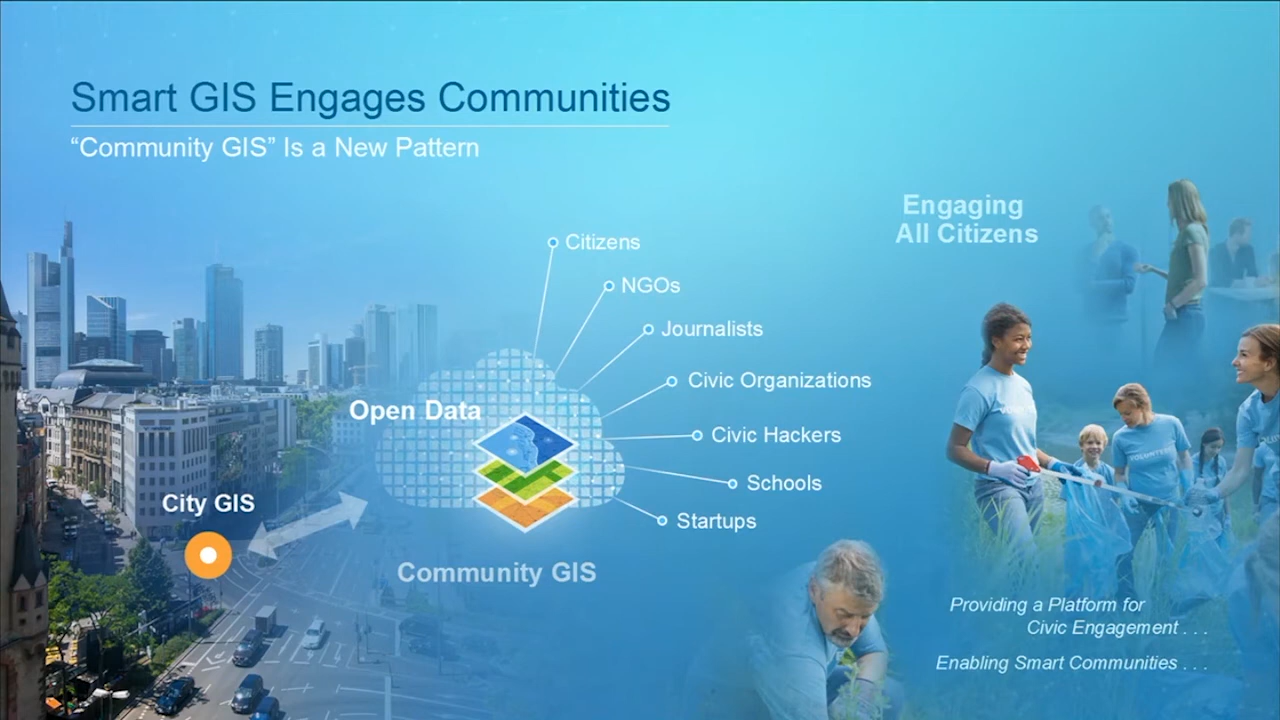 Smart GIS Engages Communities
“Community GIS” Is a New Pattern
Engaging
All Citizens
Citizens
NGOs
Journalists
Civic Organizations
Open Data
Civic Hackers
Schools
City GIS
Startups
Community GIS
Providing a Platform for
Civic Engagement . . .
Enabling Smart Communities . . .